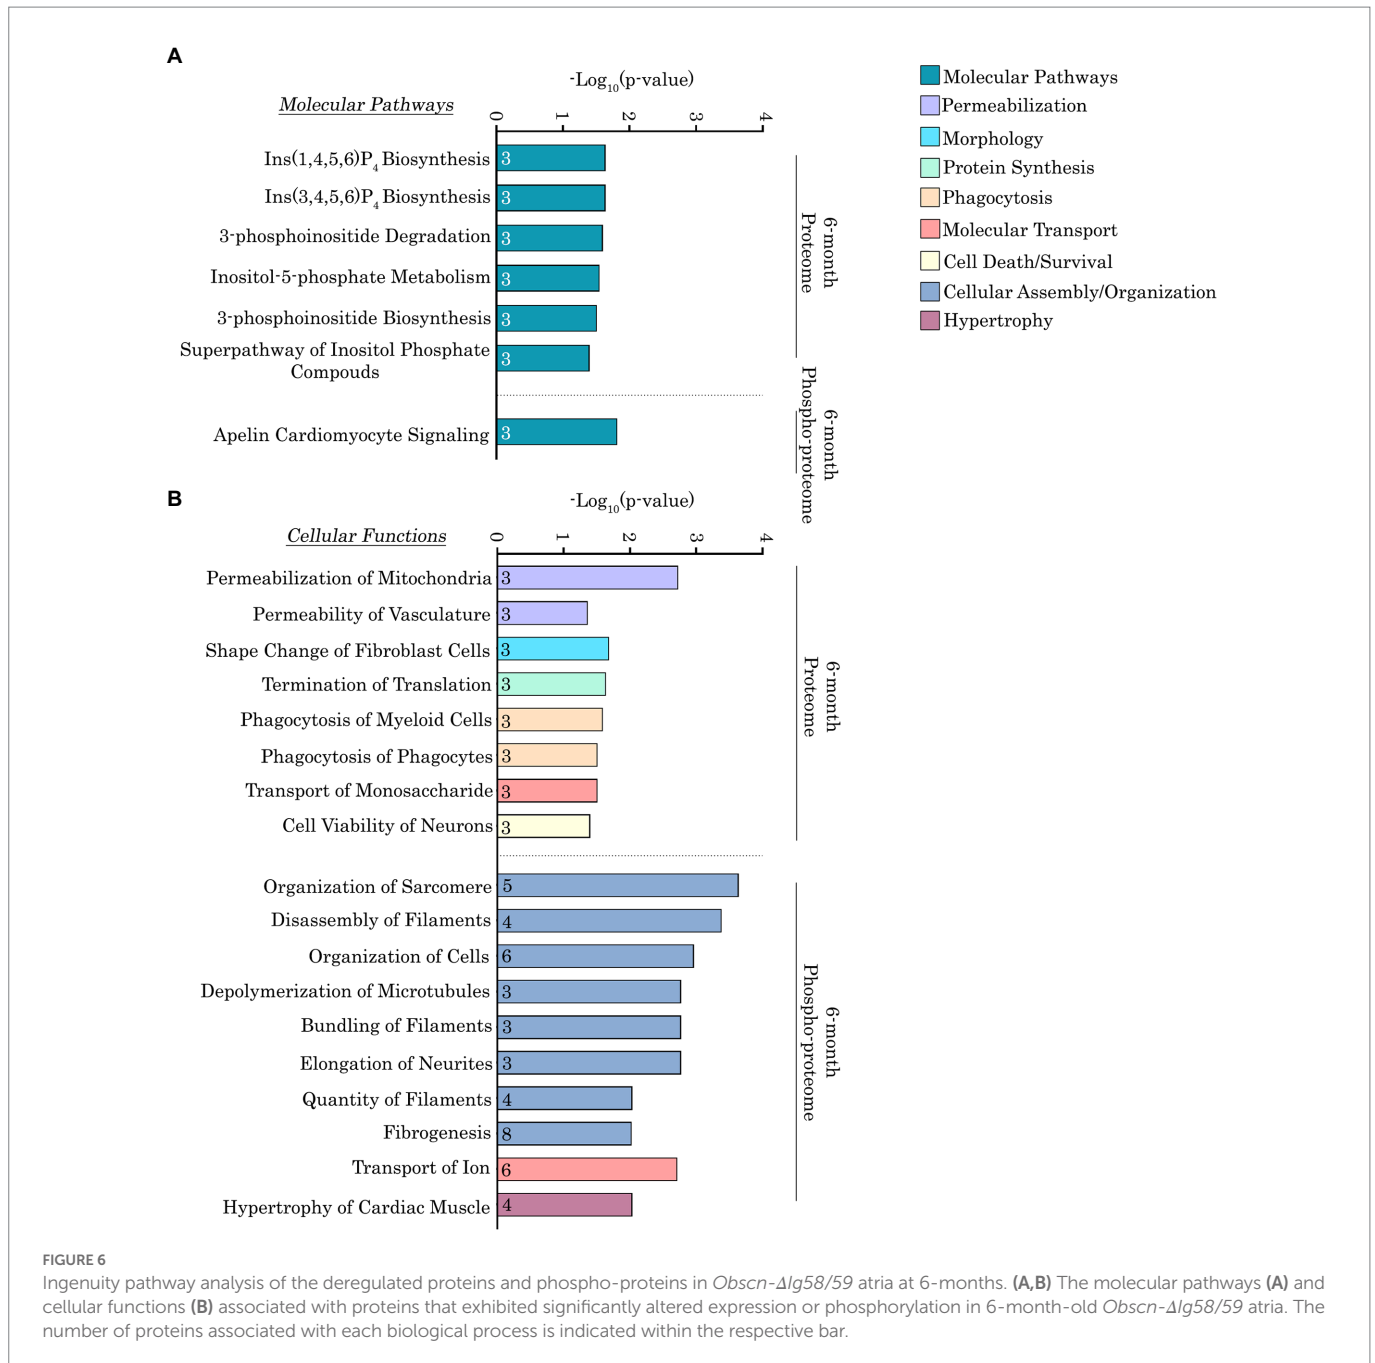 A
-Log10(p-value)
Molecular Pathways
0 1 2 3 4
Ins(1,4,5,6)P4 Biosynthesis 3
Ins(3,4,5,6)P4 Biosynthesis 3
3-phosphoinositide Degradation 3
Inositol-5-phosphate Metabolism 3
3-phosphoinositide Biosynthesis 3
Superpathway of Inositol Phosphate
Compouds 3
Apelin Cardiomyocyte Signaling 3
6-month
Proteome
6-month
Phospho-proteome
Molecular Pathways
Permeabilization
Morphology
Protein Synthesis
Phagocytosis
Molecular Transport
Cell Death/Survival
Cellular Assembly/Organization
Hypertrophy
B
-Log10(p-value)
Cellular Functions
0 1 2 3 4
Permeabilization of Mitochondria 3
Permeability of Vasculature 3
Shape Change of Fibroblast Cells 3
Termination of Translation 3
Phagocytosis of Myeloid Cells 3
Phagocytosis of Phagocytes 3
Transport of Monosaccharide 3
Cell Viability of Neurons 3
Organization of Sarcomere 5
Disassembly of Filaments 4
Organization of Cells 6
Depolymerization of Microtubules 3
Bundling of Filaments 3
Elongation of Neurites 3
Quantity of Filaments 4
Fibrogenesis 8
Transport of Ion 6
Hypertrophy of Cardiac Muscle 4
6-month
Proteome
6-month
Phospho-proteome
FIGURE 6
Ingenuity pathway analysis of the deregulated proteins and phospho-proteins in Obscn-ΔIg58/59 atria at 6-months. (A,B) The molecular pathways (A) and
cellular functions (B) associated with proteins that exhibited significantly altered expression or phosphorylation in 6-month-old Obscn-ΔIg58/59 atria. The
number of proteins associated with each biological process is indicated within the respective bar.